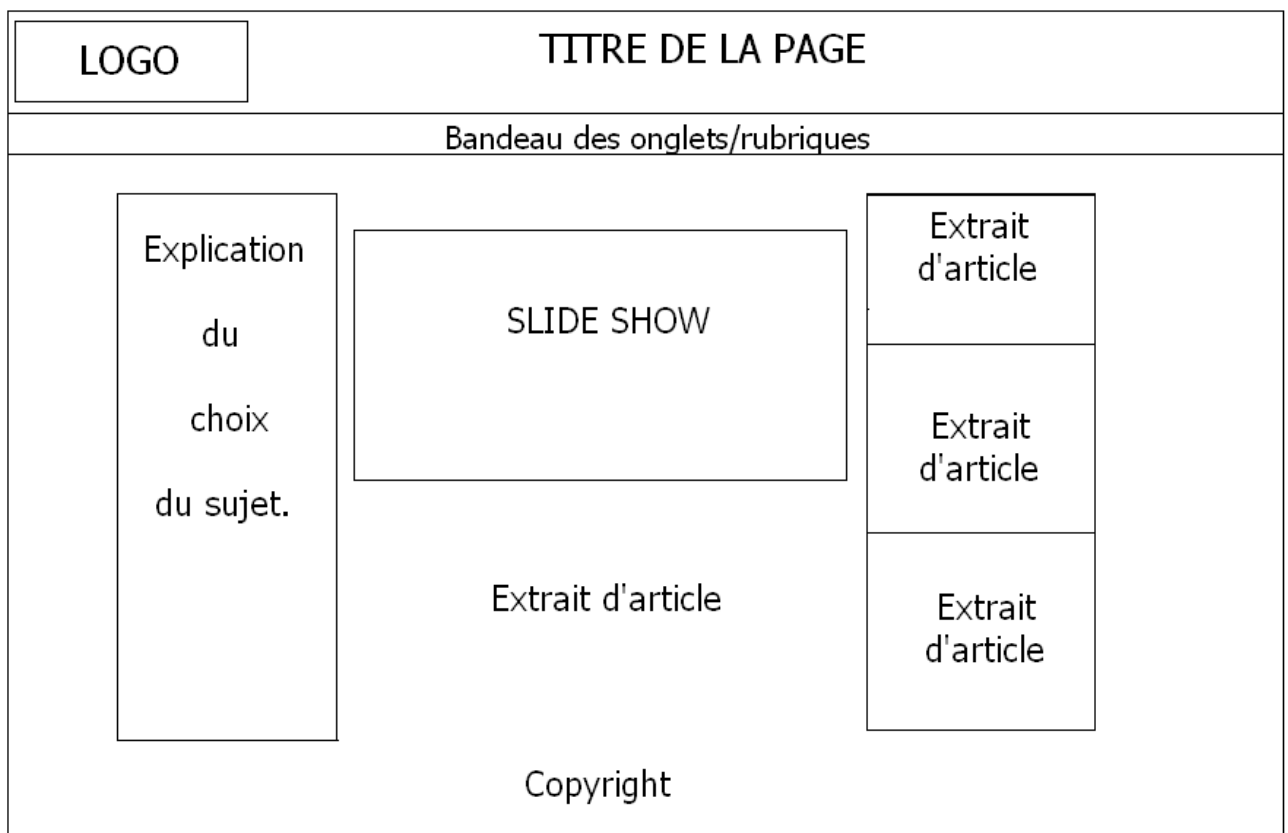 LOGO
TITRE DE LA PAGE
Bandeau des onglets/rubriques
Explication
du
choix
du sujet.
SLIDE SHOW
Extrait d'article
Extrait
d'article
Extrait
d'article
Extrait
d'article
Copyright